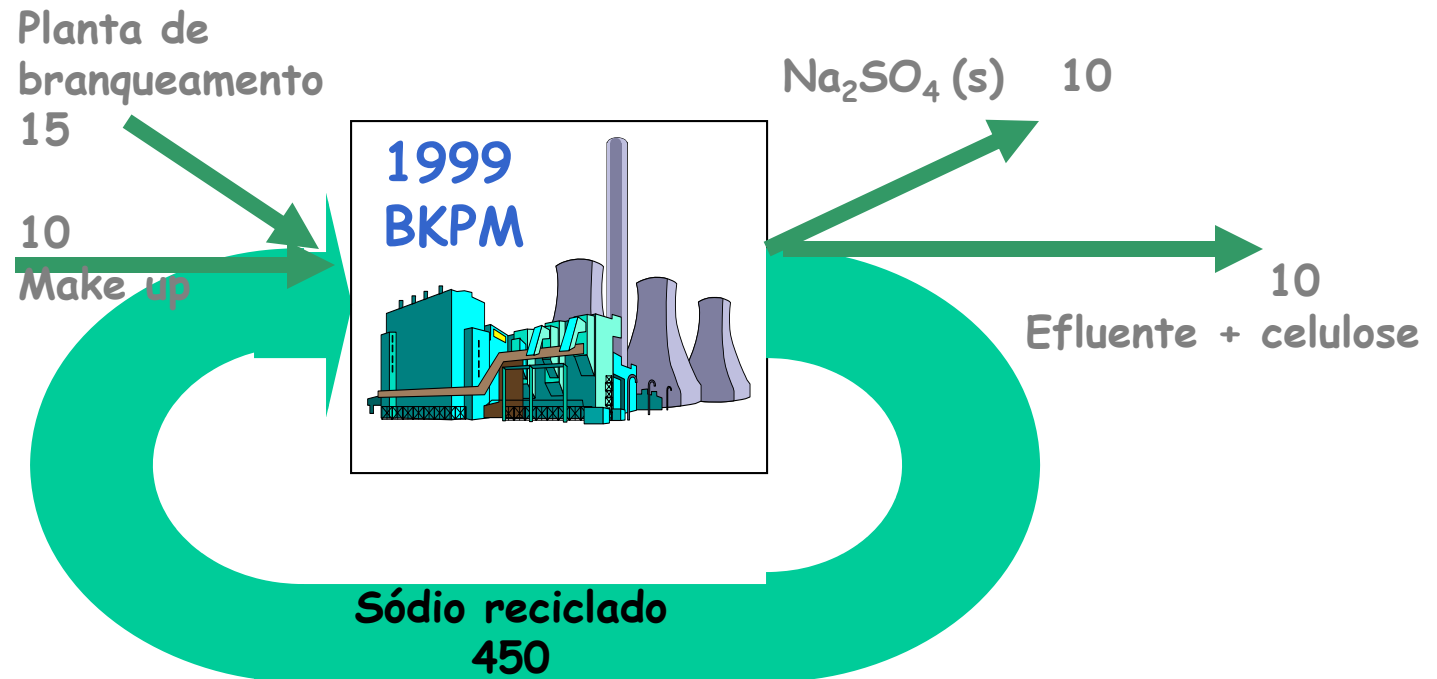 Planta de
branqueamento
15
10
Make up
1999
BKPM
Na₂SO₄ (s) 10
10
Efluente + celulose
Sódio reciclado
450